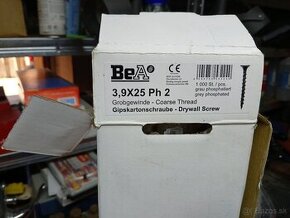 BeA
CE
3,9X25 Ph 2
Grobgewinde - Coarse Thread
Gipskartonschraube - Drywall Screw
1.000 St. / pcs.
grau phosphatiert
grey phosphated
bazos.sk